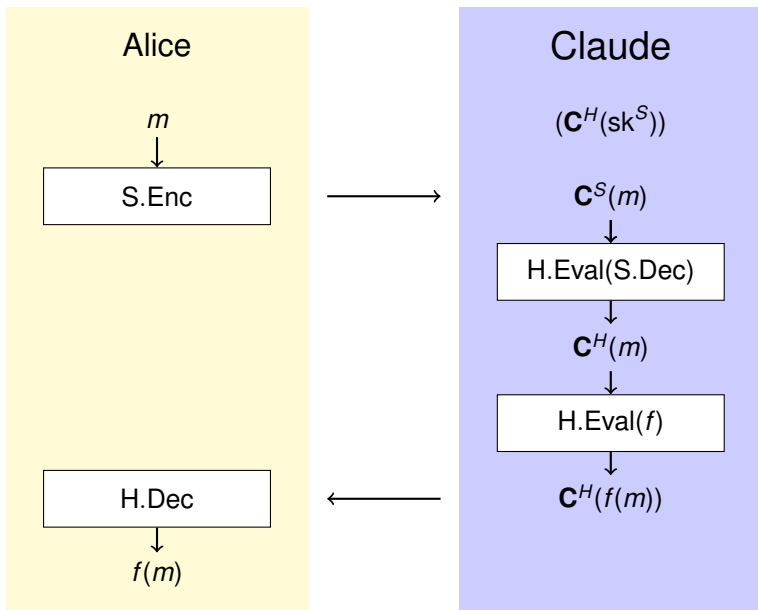 Alice
m
S.Enc
H.Dec
f(m)
Claude
(C^H(sk^S))
C^S(m)
H.Eval(S.Dec)
C^H(m)
H.Eval(f)
C^H(f(m))